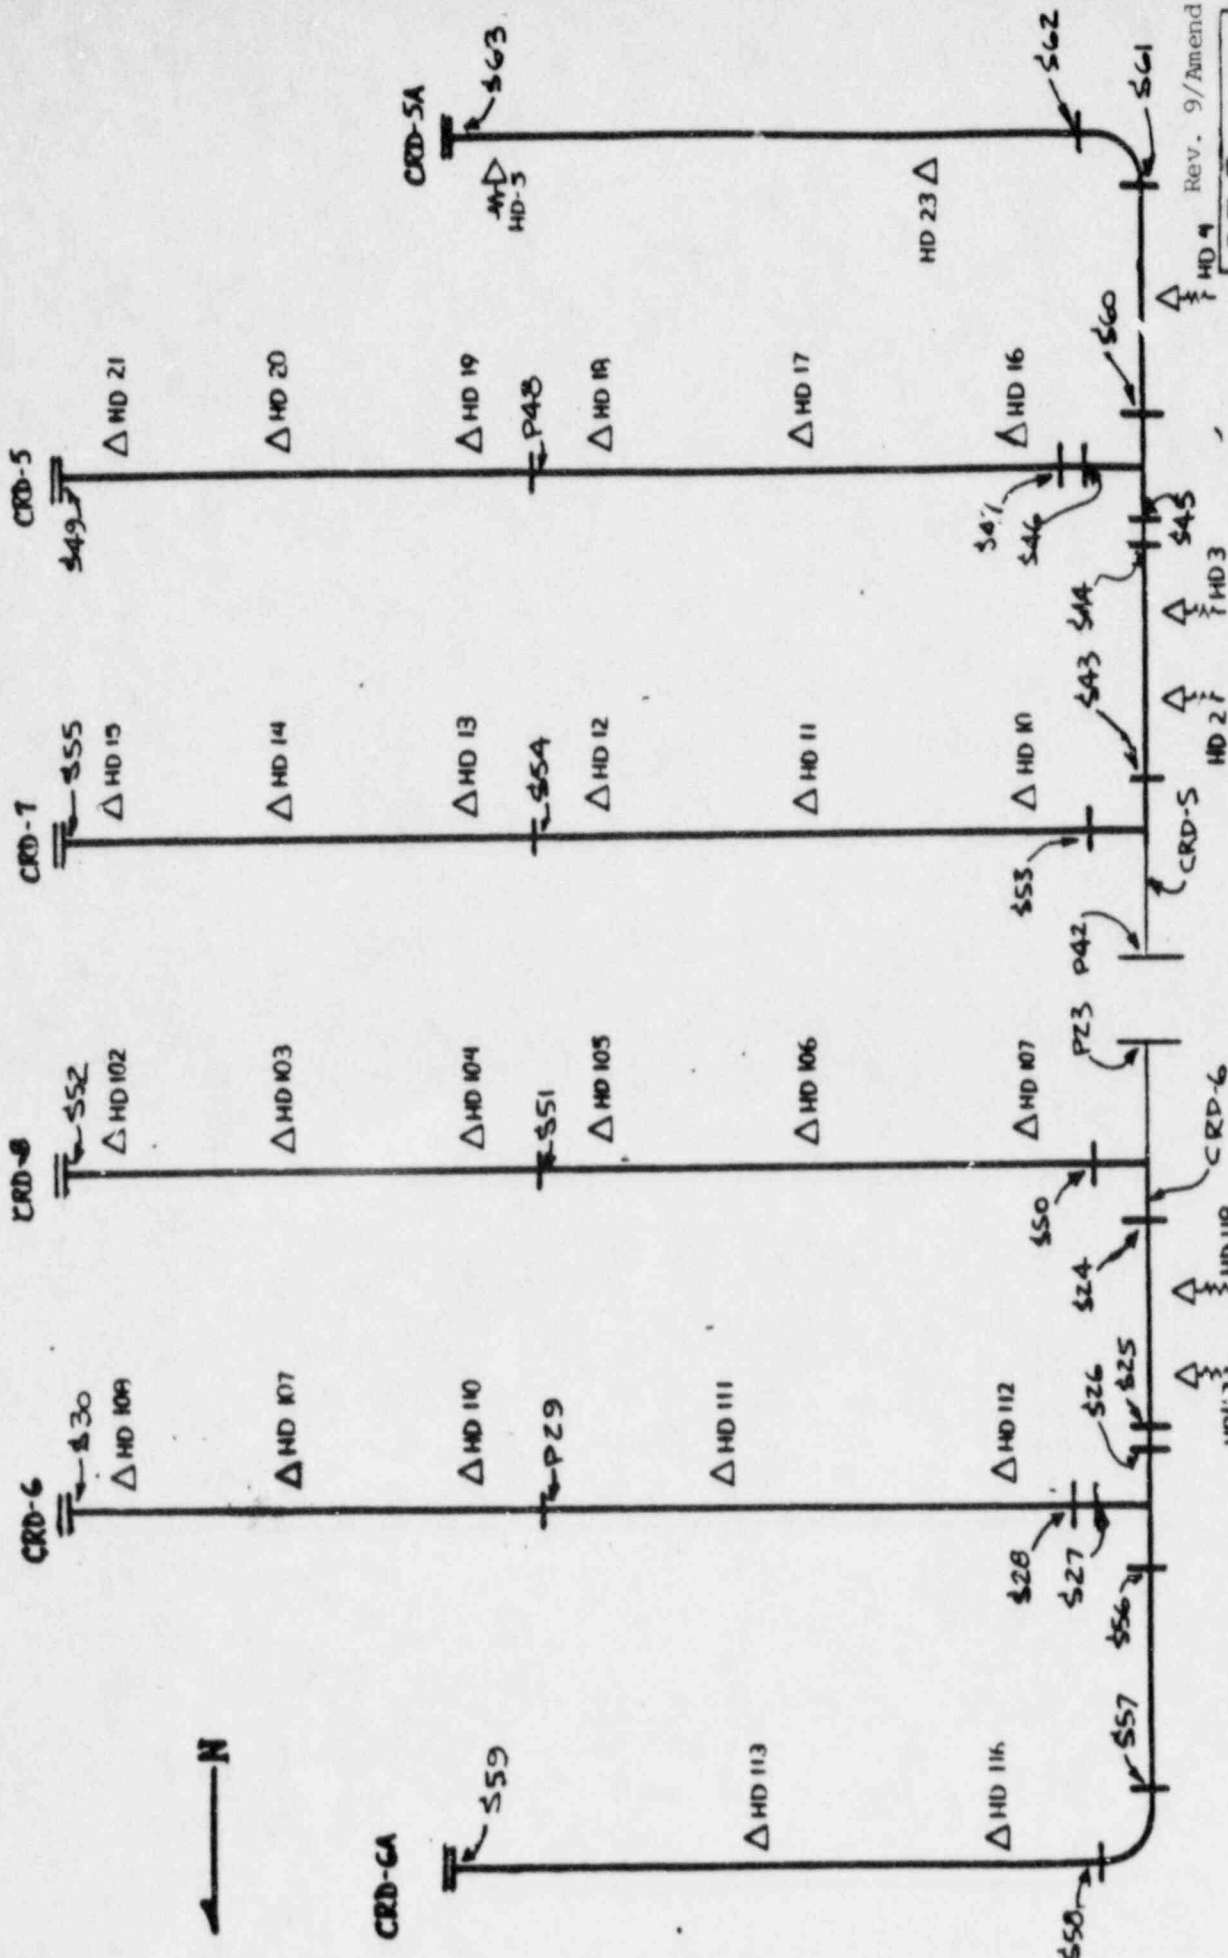 CRD-5A
S63
HD-5
HD 23
S62
S61
Rev. 9/Amend
HD 4
CRD-5
S49
HD 21
HD 20
HD 19
P48
HD 18
HD 17
HD 16
S47
S46
S60
S45
S44
HD 3
CRD-7
S55
HD 15
HD 14
HD 13
S54
HD 12
HD 11
HD 10
S53
S43
HD 2
CRD-5
P42
CRD-8
S52
HD 102
HD 103
HD 104
S51
HD 105
HD 106
HD 107
P23
S50
S24
CRD-6
CRD-6
S30
HD 108
HD 107
HD 110
P29
HD 111
HD 112
S28
S27
S26
S25
S56
N
CRD-6A
S59
HD 113
HD 116
S57
S58